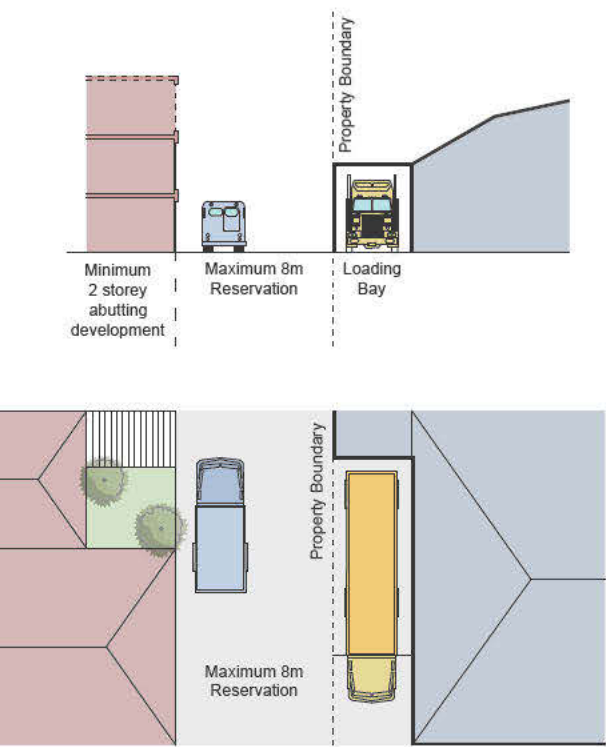 Property Boundary
Minimum
2 storey
abutting
development
Maximum 8m
Reservation
Loading
Bay
Property Boundary
Maximum 8m
Reservation